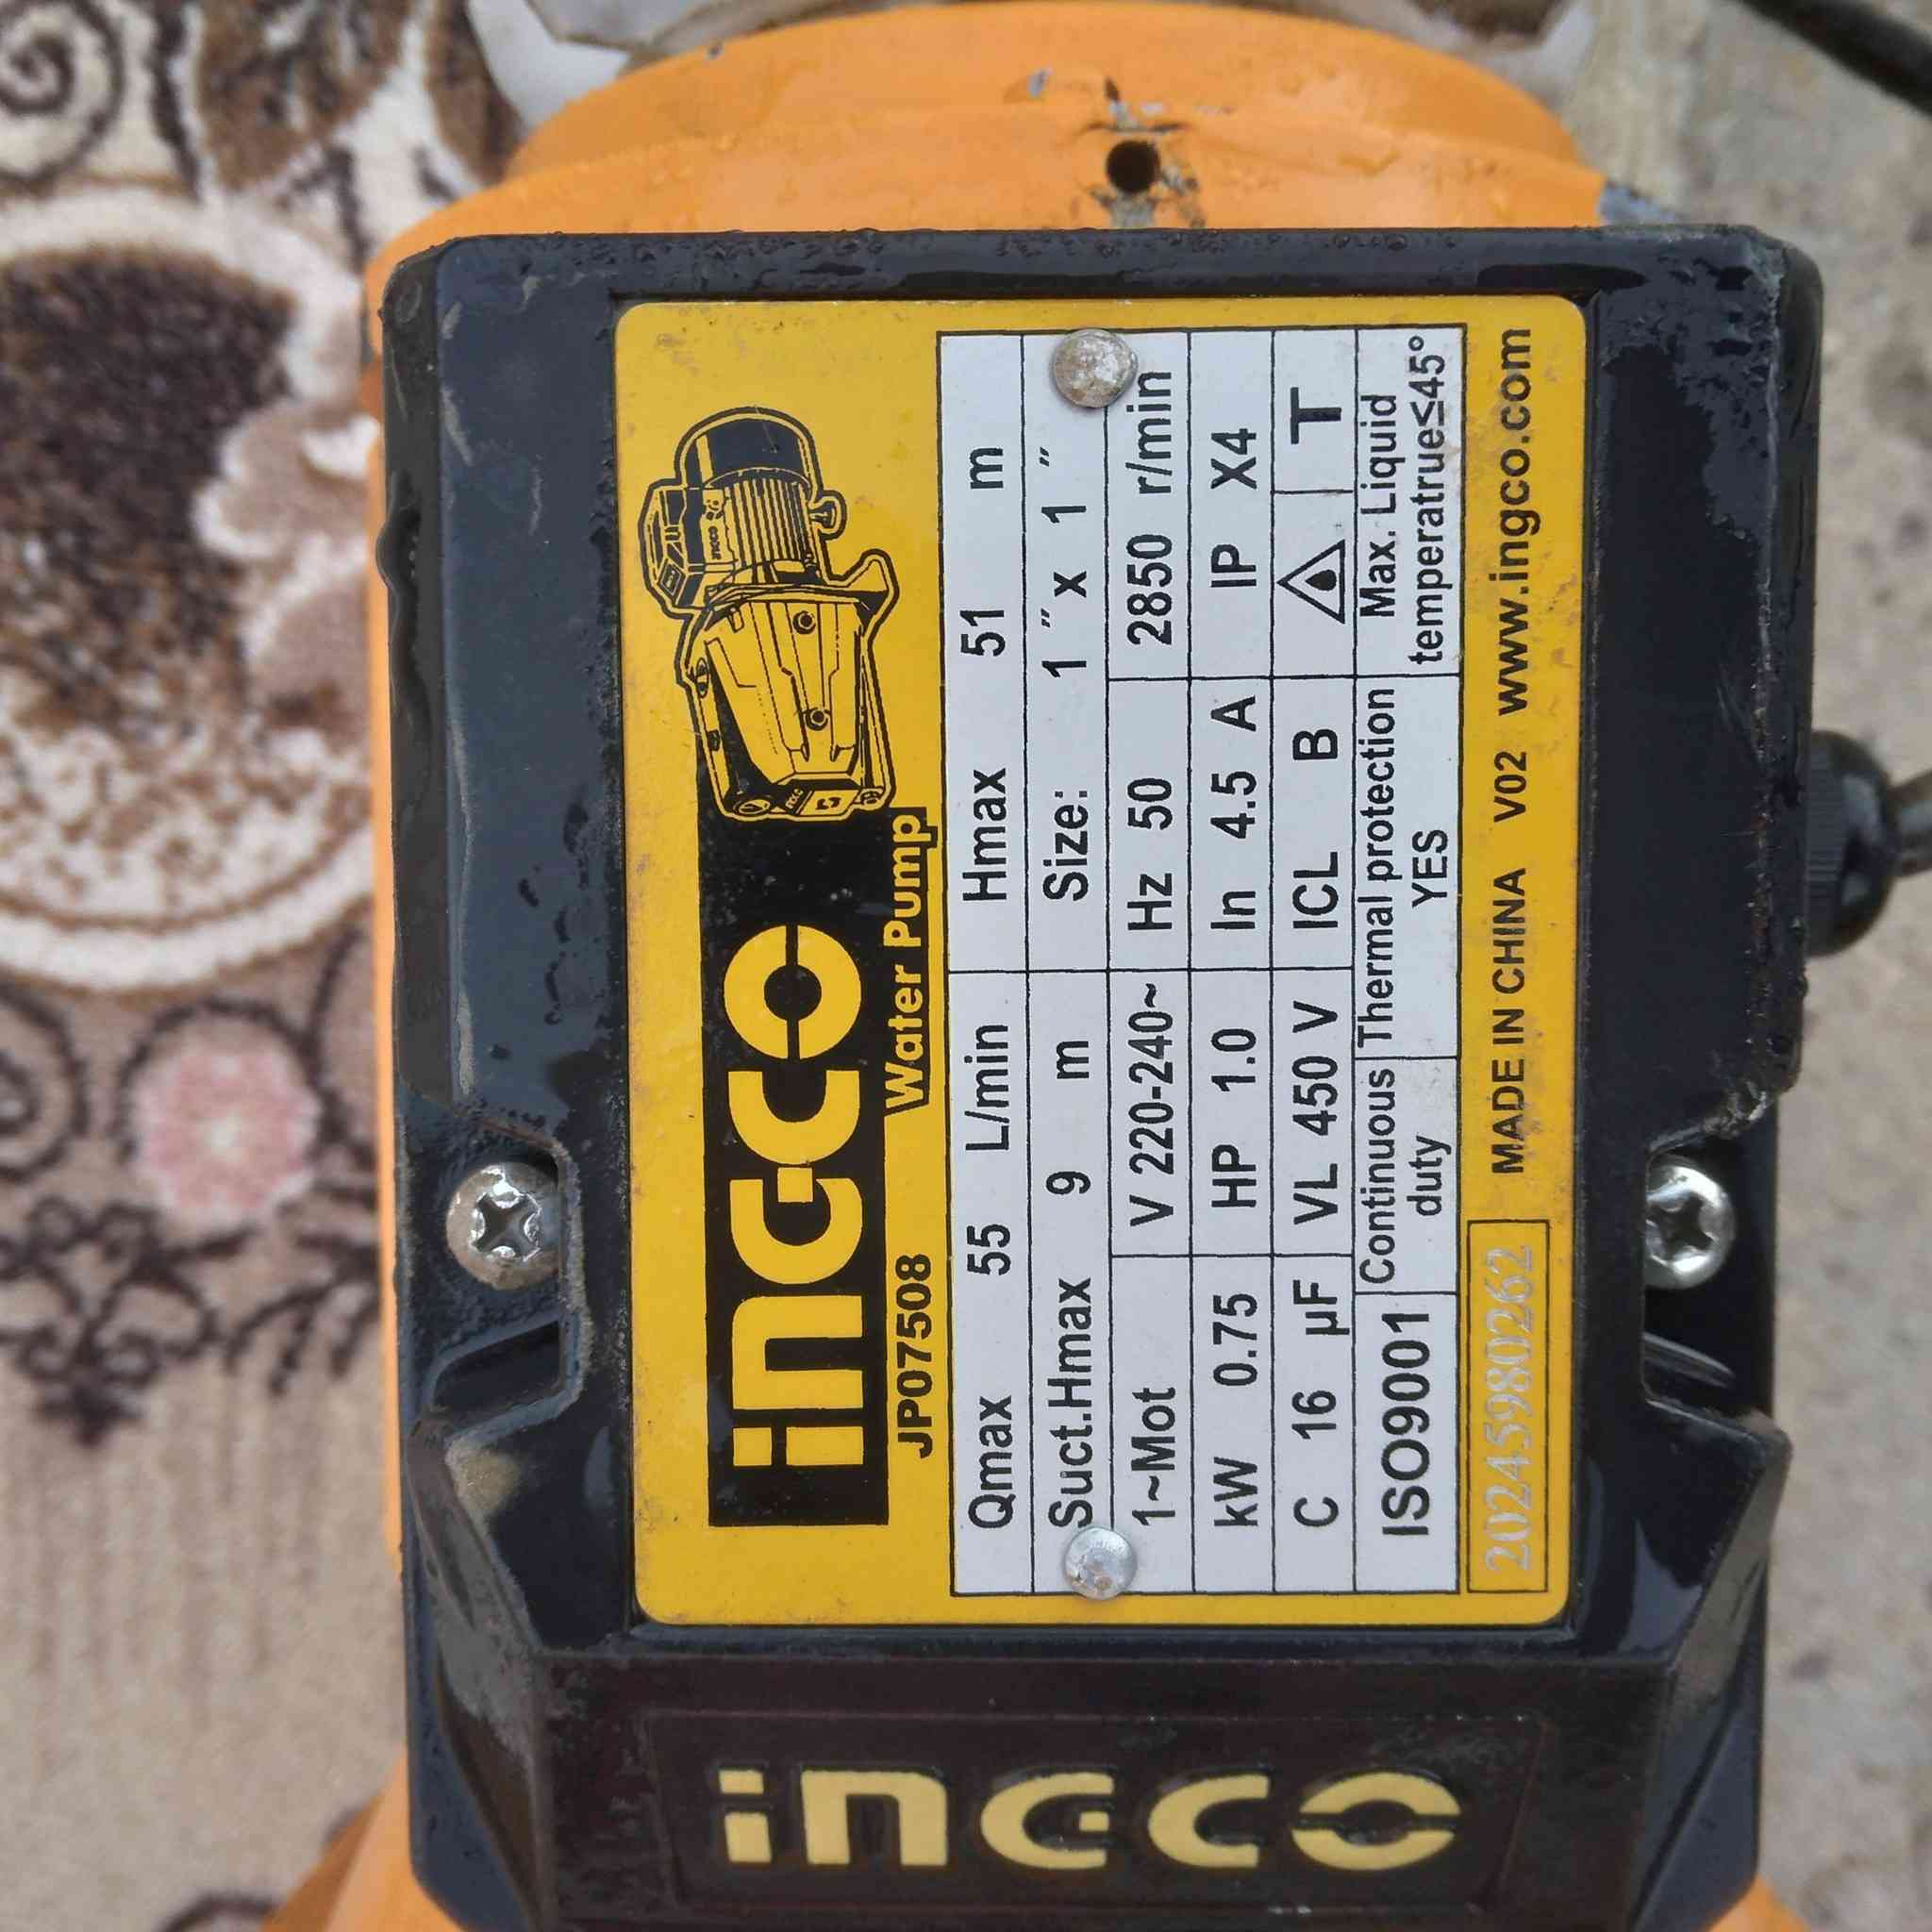 INGCO
JP07508 Water Pump
Qmax 55 L/min Hmax 51 m
Suct.Hmax 9 m Size: 1" x 1"
1~Mot V 220-240~ Hz 50 2850 r/min
kW 0.75 HP 1.0 In 4.5 A IP X4
C 16 µF VL 450 V ICL B T
ISO9001 Continuous duty Thermal protection YES Max. Liquid temperatrue≤45°
20245980262 MADE IN CHINA V02 www.ingco.com
INGCO